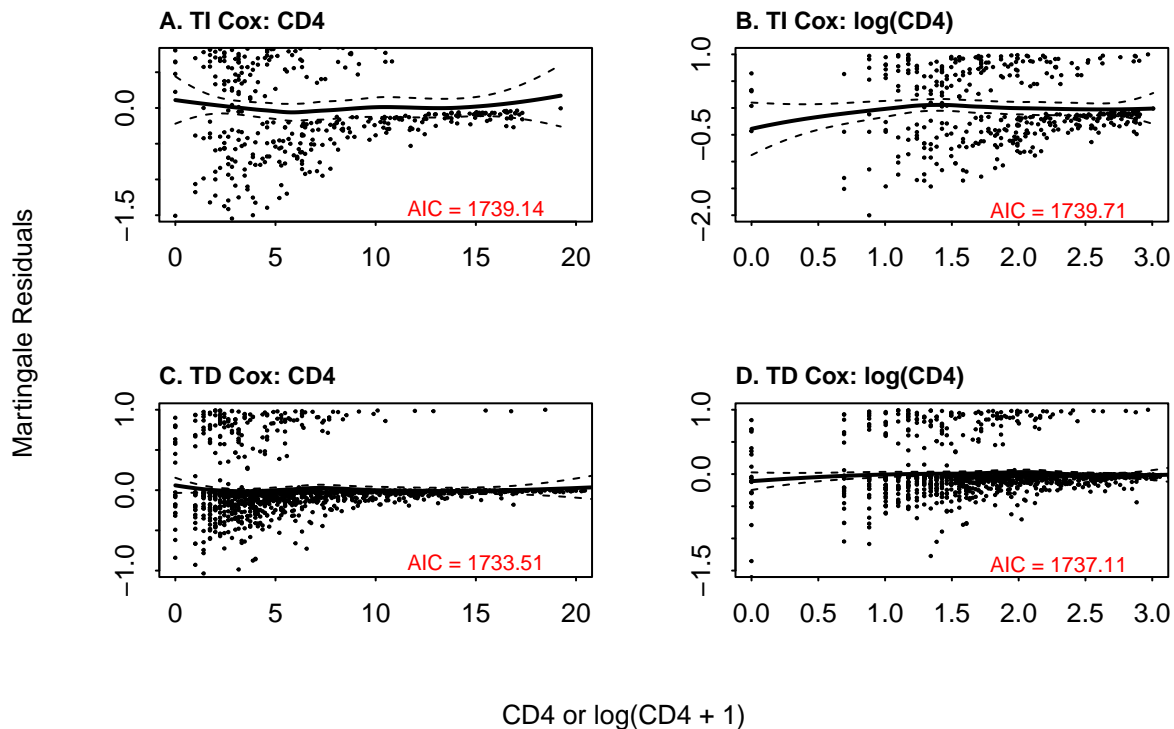 A. TI Cox: CD4
B. TI Cox: log(CD4)
0.0
−1.5
AIC = 1739.14
0 5 10 15 20
1.0
−0.5
−2.0
AIC = 1739.71
0.0 0.5 1.0 1.5 2.0 2.5 3.0
Martingale Residuals
C. TD Cox: CD4
D. TD Cox: log(CD4)
1.0
0.0
−1.0
AIC = 1733.51
0 5 10 15 20
1.0
0.0
−1.5
AIC = 1737.11
0.0 0.5 1.0 1.5 2.0 2.5 3.0
CD4 or log(CD4 + 1)